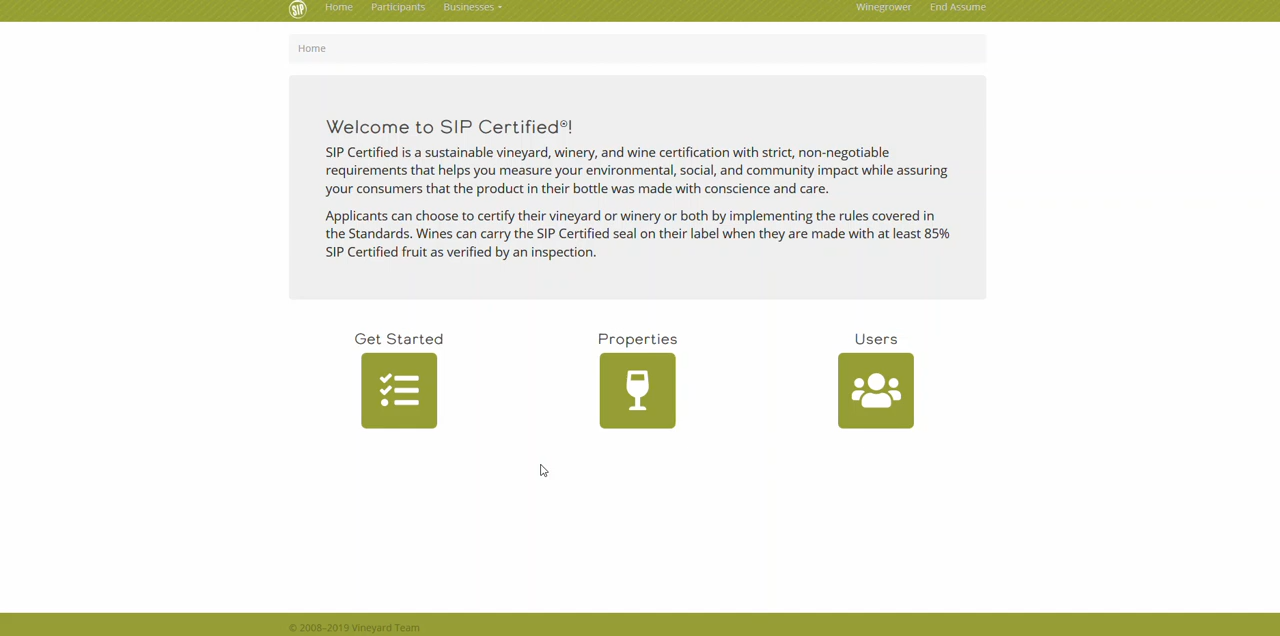 SIP Home Participants Businesses Winegrower End Assume
Home
Welcome to SIP Certified®!
SIP Certified is a sustainable vineyard, winery, and wine certification with strict, non-negotiable
requirements that helps you measure your environmental, social, and community impact while assuring
your consumers that the product in their bottle was made with conscience and care.
Applicants can choose to certify their vineyard or winery or both by implementing the rules covered in
the Standards. Wines can carry the SIP Certified seal on their label when they are made with at least 85%
SIP Certified fruit as verified by an inspection.
Get Started Properties Users
© 2008–2019 Vineyard Team